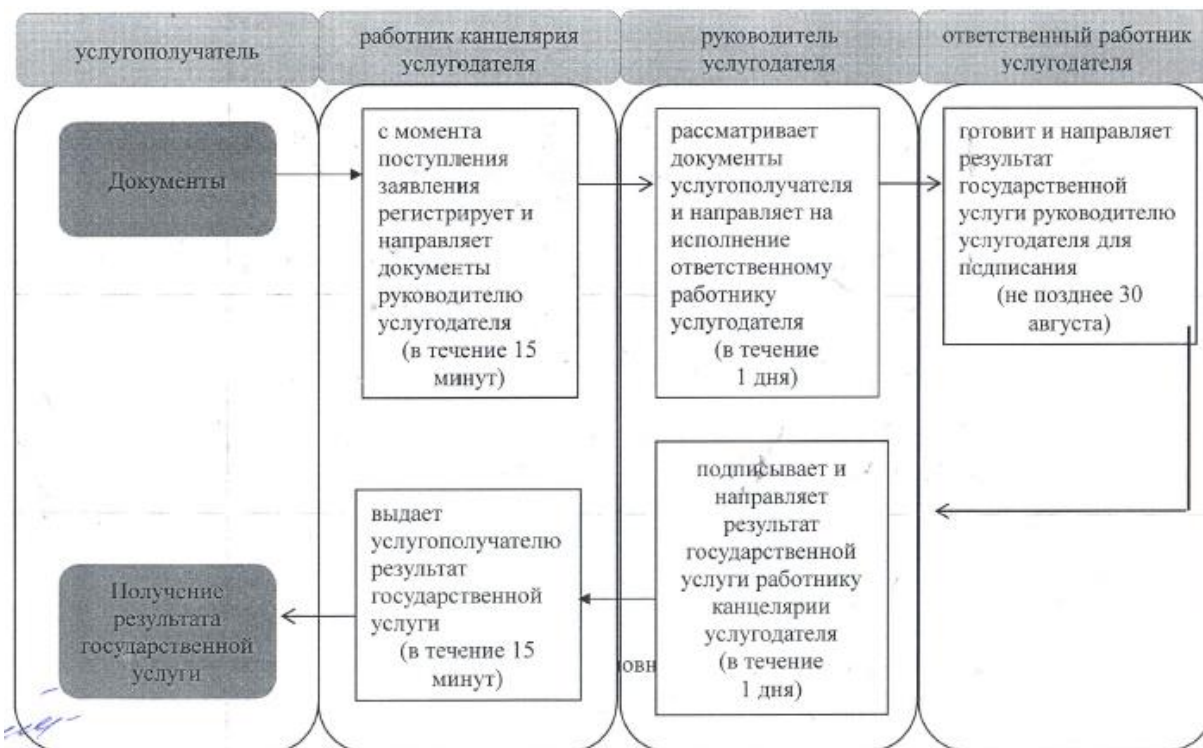 услугополучатель
работник канцелярия
услугодателя
руководитель
услугодателя
ответственный работник
услугодателя
Документы
с момента
поступления
заявления
регистрирует и
направляет
документы
руководителю
услугодателя
(в течение 15
минут)
рассматривает
документы
услугополучателя
и направляет на
исполнение
ответственному
работнику
услугодателя
(в течение
1 дня)
готовит и направляет
результат
государственной
услуги руководителю
услугодателя для
подписания
(не позднее 30
августа)
подписывает и
направляет
результат
государственной
услуги работнику
канцелярии
услугодателя
(в течение
1 дня)
выдает
услугополучателю
результат
государственной
услуги
(в течение 15
минут)
Получение
результата
государственной
услуги